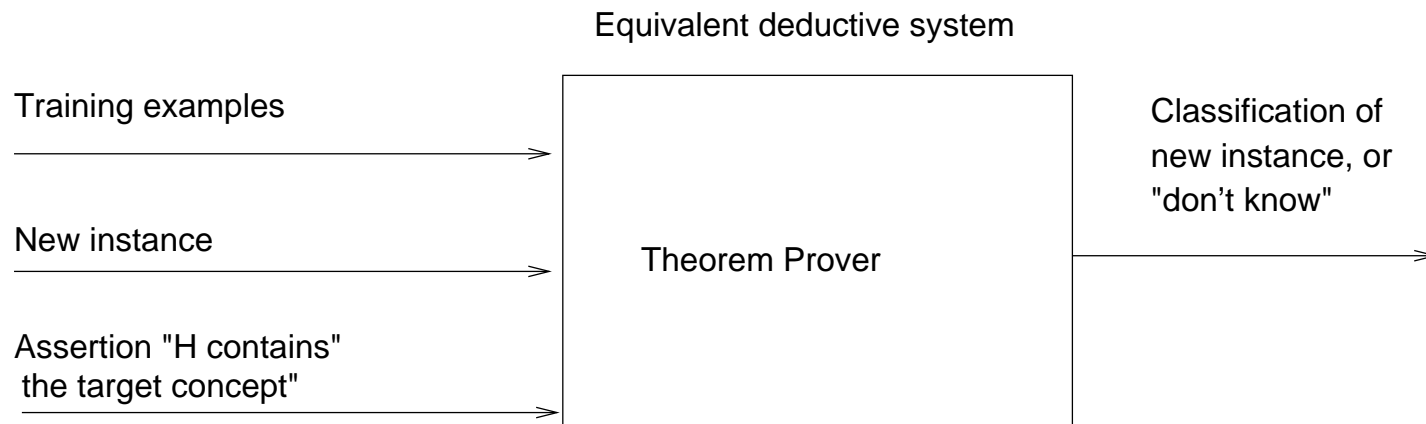 Equivalent deductive system
Training examples
New instance
Assertion "H contains"
the target concept"
Theorem Prover
Classification of
new instance, or
"don’t know"